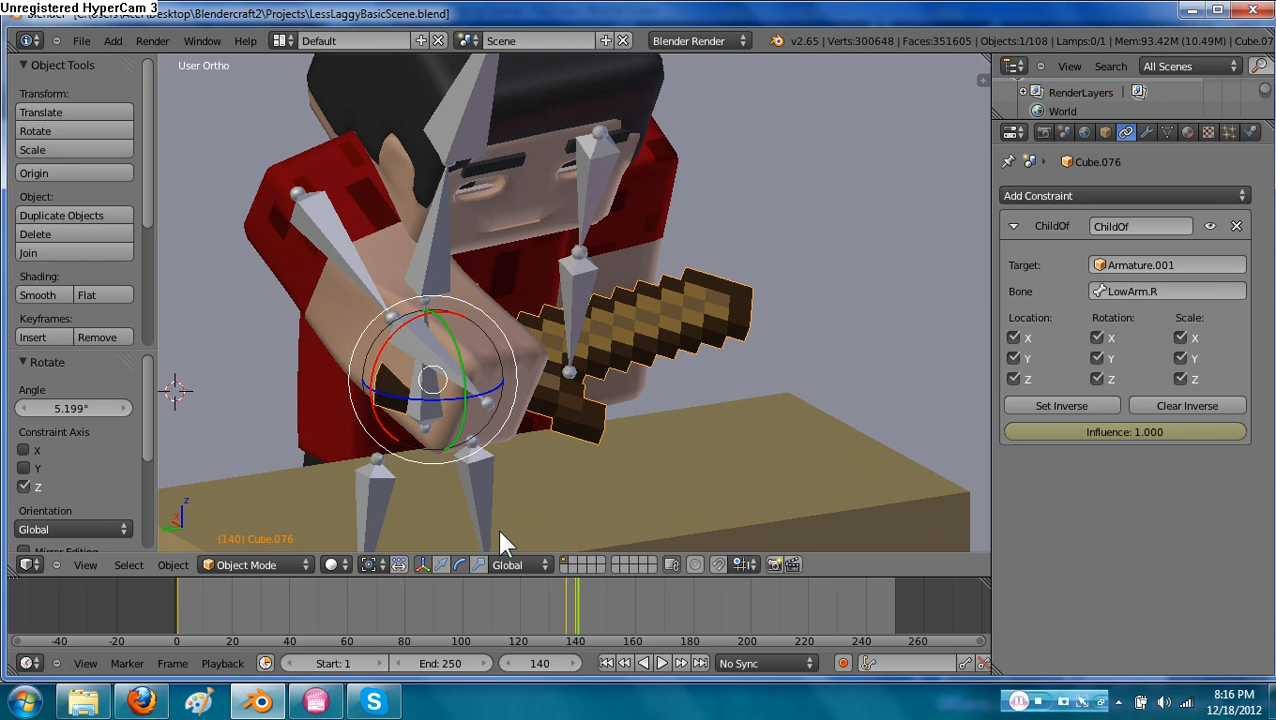 Unregistered HyperCam 3
Blender [C:\Users\Acer\Desktop\Blendercraft2\Projects\LessLaggyBasicScene.blend]
File Add Render Window Help Default Scene Blender Render v2.65 | Verts:300648 | Faces:351605 | Objects:1/108 | Lamps:0/1 | Mem:93.42M (10.49M) | Cube.07
Object Tools
User Ortho
View Search All Scenes
RenderLayers |
World
Transform:
Translate
Rotate
Scale
Origin
Object:
Duplicate Objects
Delete
Join
Shading:
Smooth Flat
Keyframes:
Insert Remove
Rotate
Angle
5.199°
Constraint Axis
X
Y
Z
Orientation
Global
Cube.076
Add Constraint
ChildOf ChildOf
Target: Armature.001
Bone LowArm.R
Location: Rotation: Scale:
X X X
Y Y Y
Z Z Z
Set Inverse Clear Inverse
Influence: 1.000
x z
(140) Cube.076
View Select Object Object Mode Global
-40 -20 0 20 40 60 80 100 120 140 160 180 200 220 240 260
View Marker Frame Playback Start: 1 End: 250 140 No Sync
8:16 PM
12/18/2012